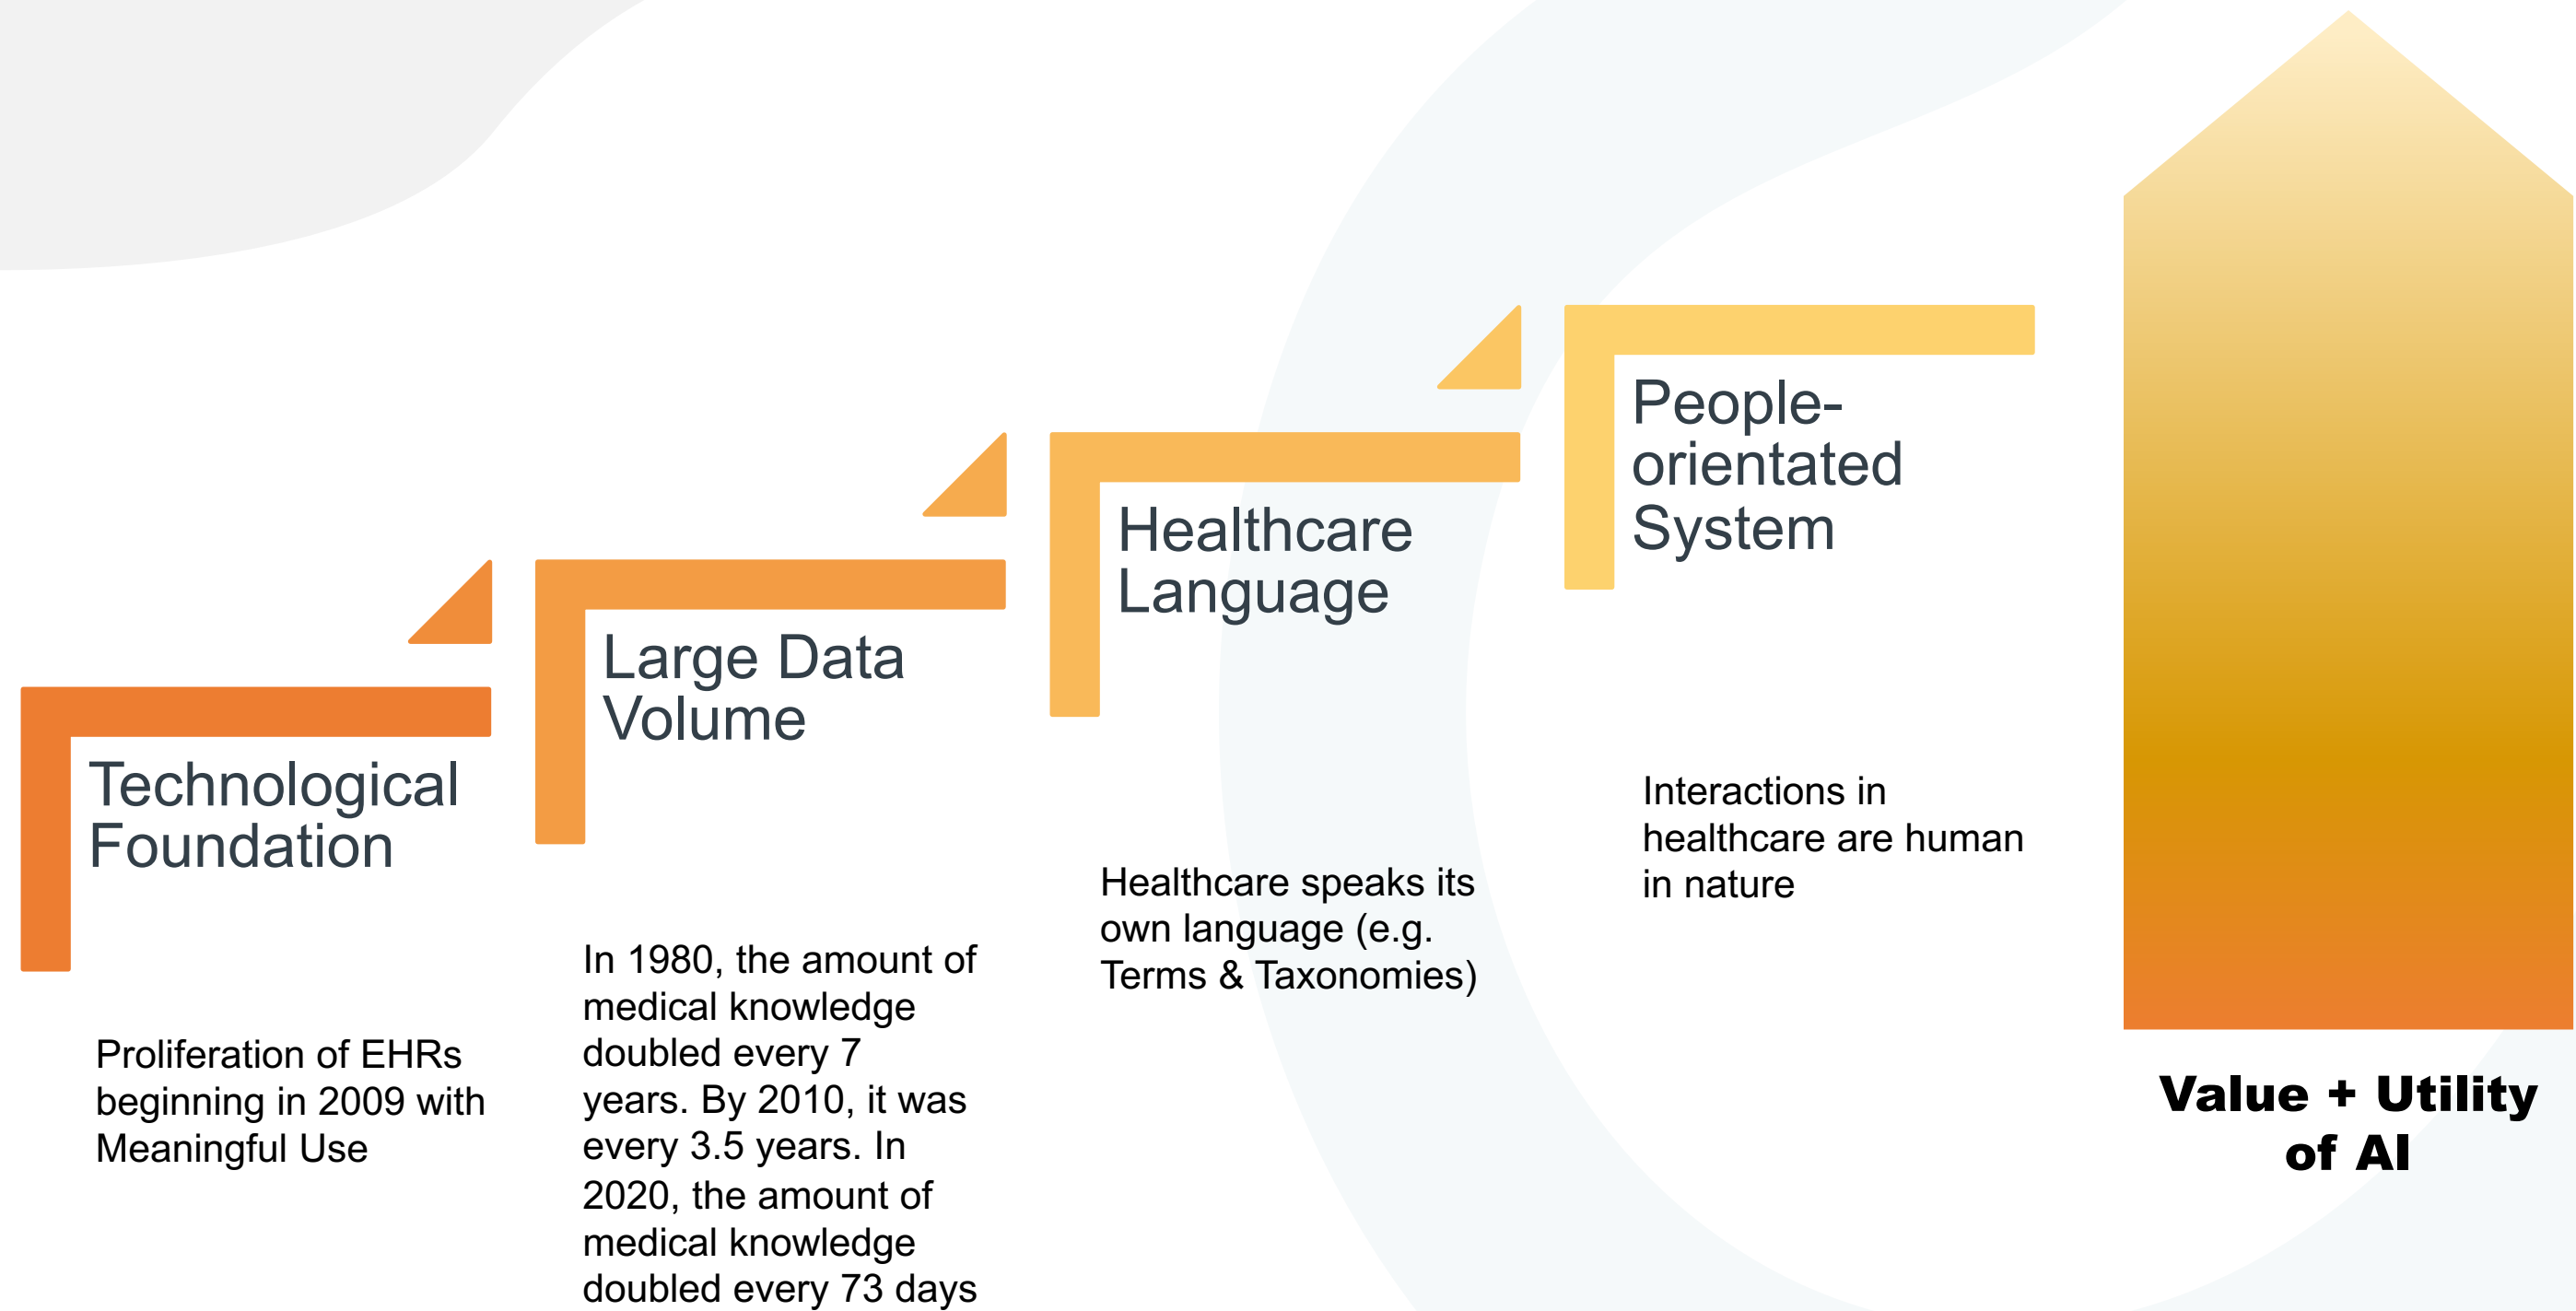 Technological
Foundation
Proliferation of EHRs
beginning in 2009 with
Meaningful Use
Large Data
Volume
In 1980, the amount of
medical knowledge
doubled every 7
years. By 2010, it was
every 3.5 years. In
2020, the amount of
medical knowledge
doubled every 73 days
Healthcare
Language
Healthcare speaks its
own language (e.g.
Terms & Taxonomies)
People-
orientated
System
Interactions in
healthcare are human
in nature
Value + Utility
of AI